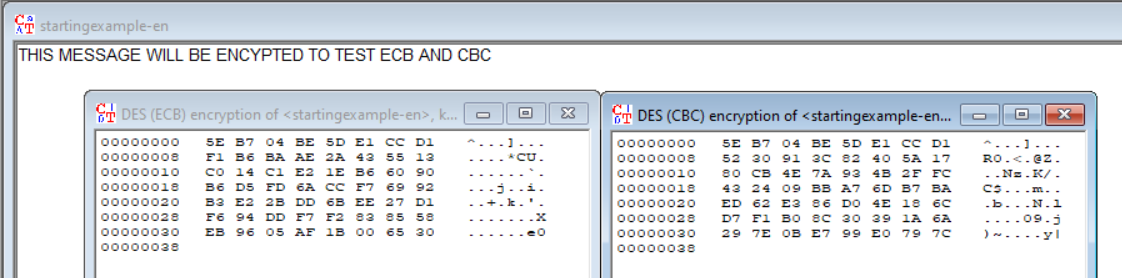 startingexample-en
THIS MESSAGE WILL BE ENCYPTED TO TEST ECB AND CBC
DES (ECB) encryption of <startingexample-en>, k...
00000000 5E B7 04 BE 5D E1 CC D1 ^...]...
00000008 F1 B6 BA AE 2A 43 55 13 ....*CU.
00000010 C0 14 C1 E2 1E B6 60 90 ......`.
00000018 B6 D5 FD 6A CC F7 69 92 ...j..i.
00000020 B3 E2 2B DD 6B EE 27 D1 ..+.k.'.
00000028 F6 94 DD F7 F2 83 85 58 .......X
00000030 EB 96 05 AF 1B 00 65 30 ......e0
00000038
DES (CBC) encryption of <startingexample-en...
00000000 5E B7 04 BE 5D E1 CC D1 ^...]...
00000008 52 30 91 3C 82 40 5A 17 R0.<.@Z.
00000010 80 CB 4E 7A 93 4B 2F FC ..Nz.K/.
00000018 43 24 09 BB A7 6D B7 BA C$...m..
00000020 ED 62 E3 86 D0 4E 18 6C .b...N.l
00000028 D7 F1 B0 8C 30 39 1A 6A ....09.j
00000030 29 7E 0B E7 99 E0 79 7C )~....y|
00000038